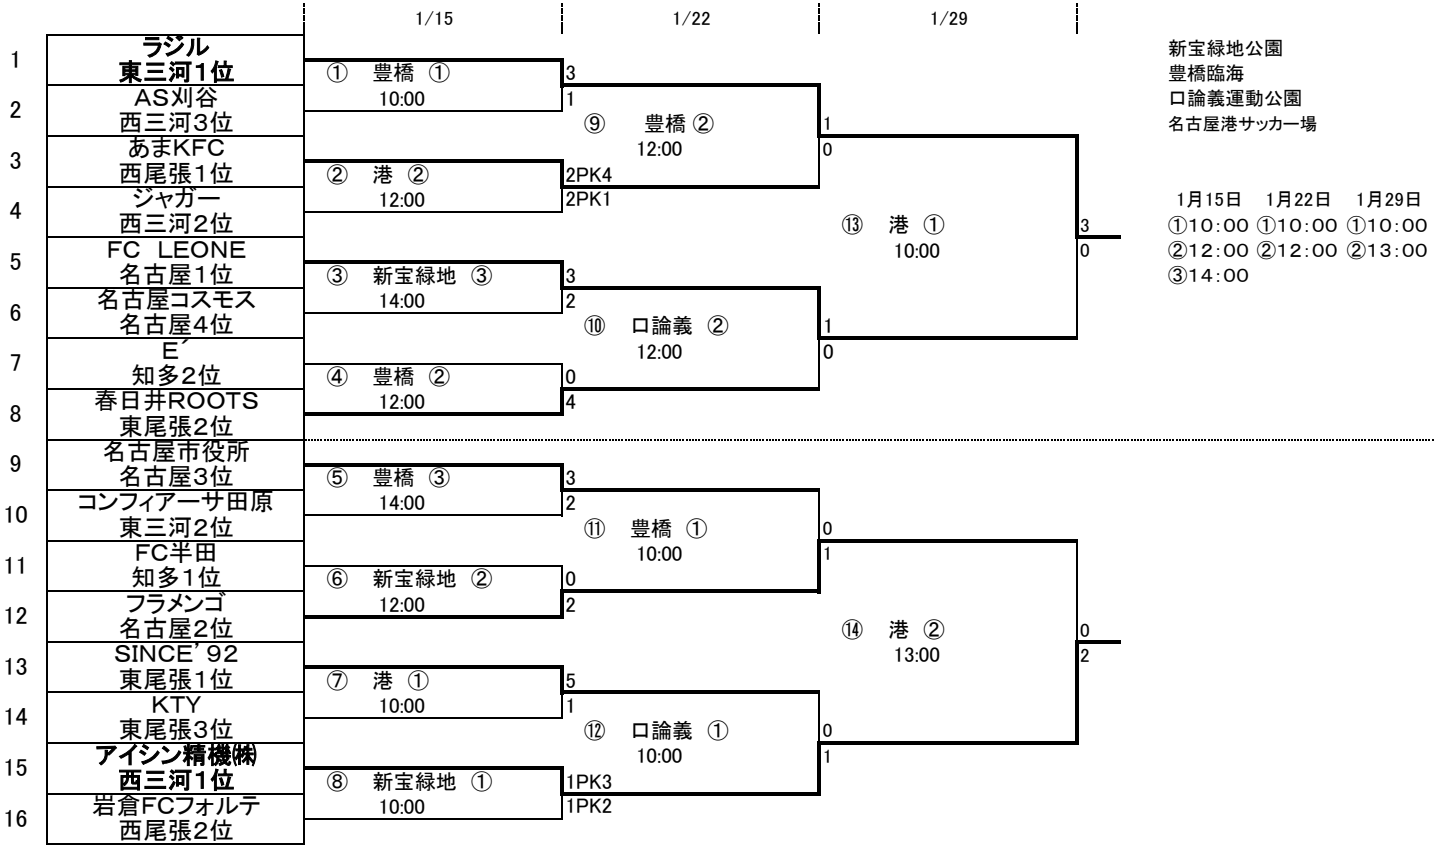 1/15 1/22 1/29
新宝緑地公園
豊橋臨海
口論義運動公園
名古屋港サッカー場
1月15日 1月22日 1月29日
①10:00 ①10:00 ①10:00
②12:00 ②12:00 ②13:00
③14:00
1
ラジル
東三河1位
2
AS刈谷
西三河3位
3
あまKFC
西尾張1位
4
ジャガー
西三河2位
5
FC LEONE
名古屋1位
6
名古屋コスモス
名古屋4位
7
E´
知多2位
8
春日井ROOTS
東尾張2位
9
名古屋市役所
名古屋3位
10
コンフィアーサ田原
東三河2位
11
FC半田
知多1位
12
フラメンゴ
名古屋2位
13
SINCE’92
東尾張1位
14
KTY
東尾張3位
15
アイシン精機㈱
西三河1位
16
岩倉FCフォルテ
西尾張2位
① 豊橋 ①
10:00
3
1
② 港 ②
12:00
2PK4
2PK1
③ 新宝緑地 ③
14:00
3
2
④ 豊橋 ②
12:00
0
4
⑤ 豊橋 ③
14:00
3
2
⑥ 新宝緑地 ②
12:00
0
2
⑦ 港 ①
10:00
5
1
⑧ 新宝緑地 ①
10:00
1PK3
1PK2
⑨ 豊橋 ②
12:00
1
0
⑩ 口論義 ②
12:00
1
0
⑪ 豊橋 ①
10:00
0
1
⑫ 口論義 ①
10:00
0
1
⑬ 港 ①
10:00
3
0
⑭ 港 ②
13:00
0
2